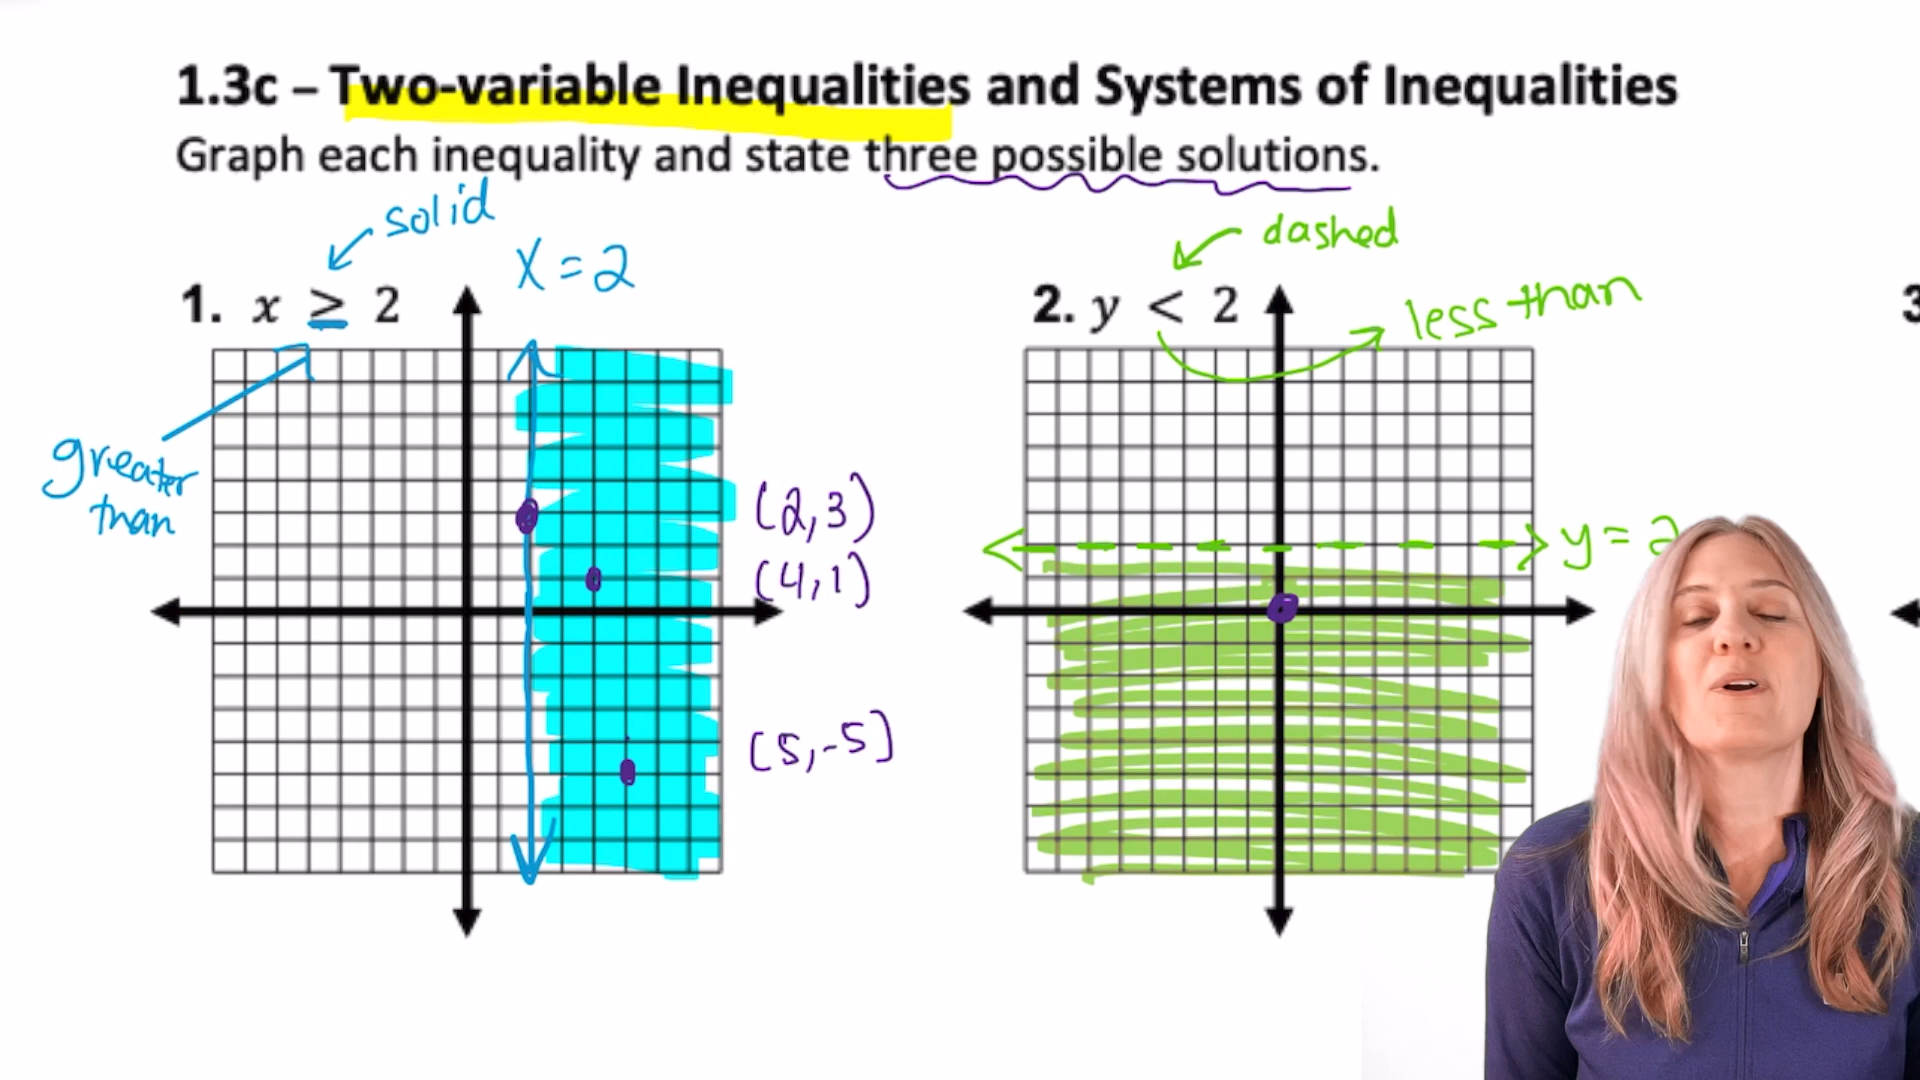 1.3c – Two-variable Inequalities and Systems of Inequalities
Graph each inequality and state three possible solutions.
solid
x = 2
1. x ≥ 2
greater
than
(2,3)
(4,1)
(5,-5)
dashed
2. y < 2
less than
y = 2
3